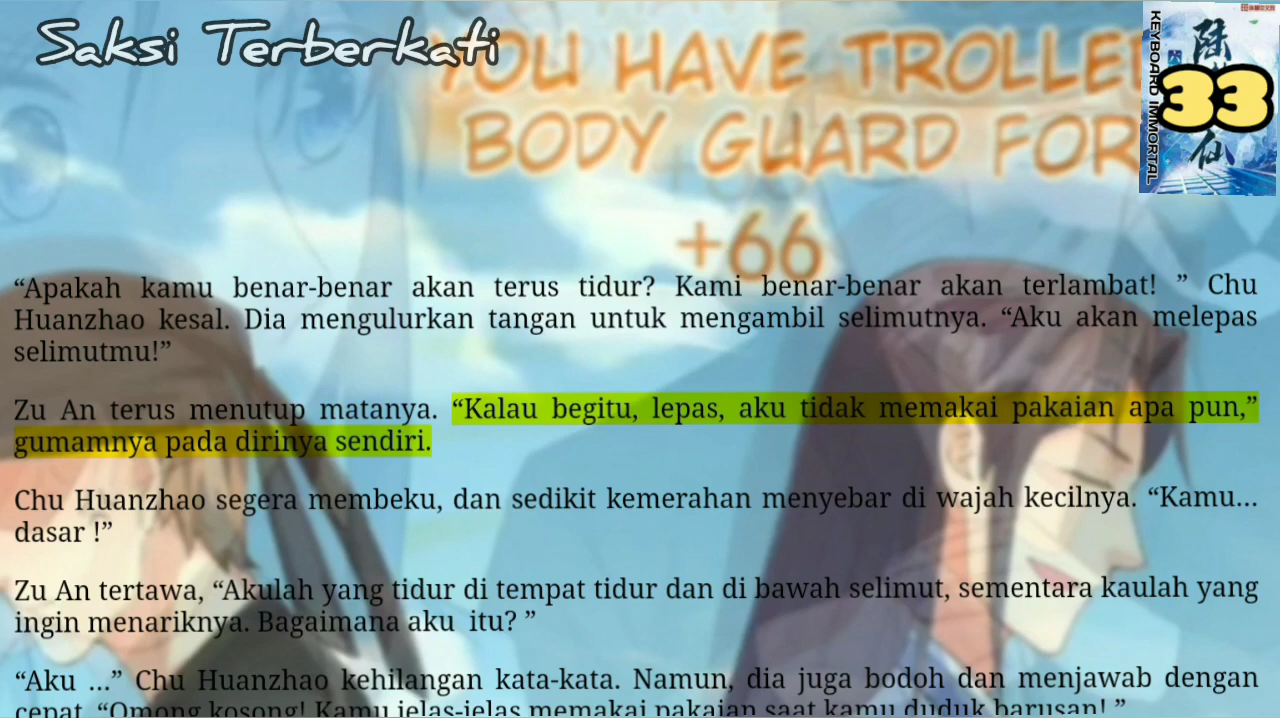 Saksi Terberkati
YOU HAVE TROLLED
BODY GUARD FOR
+66
KEYBOARD IMMORTAL
陆
仙
33
“Apakah kamu benar-benar akan terus tidur? Kami benar-benar akan terlambat! ” Chu
Huanzhao kesal. Dia mengulurkan tangan untuk mengambil selimutnya. “Aku akan melepas
selimutmu!”
Zu An terus menutup matanya. “Kalau begitu, lepas, aku tidak memakai pakaian apa pun,”
gumamnya pada dirinya sendiri.
Chu Huanzhao segera membeku, dan sedikit kemerahan menyebar di wajah kecilnya. “Kamu...
dasar !”
Zu An tertawa, “Akulah yang tidur di tempat tidur dan di bawah selimut, sementara kaulah yang
ingin menariknya. Bagaimana aku  itu? ”
“Aku ...” Chu Huanzhao kehilangan kata-kata. Namun, dia juga bodoh dan menjawab dengan
cepat, “Omong kosong! Kamu jelas-jelas memakai pakaian saat kamu duduk barusan! ”